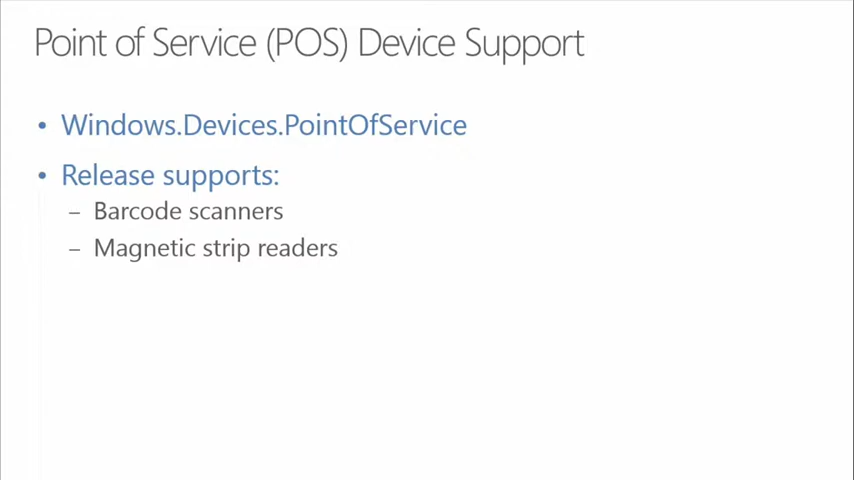 Point of Service (POS) Device Support
• Windows.Devices.PointOfService
• Release supports:
– Barcode scanners
– Magnetic strip readers